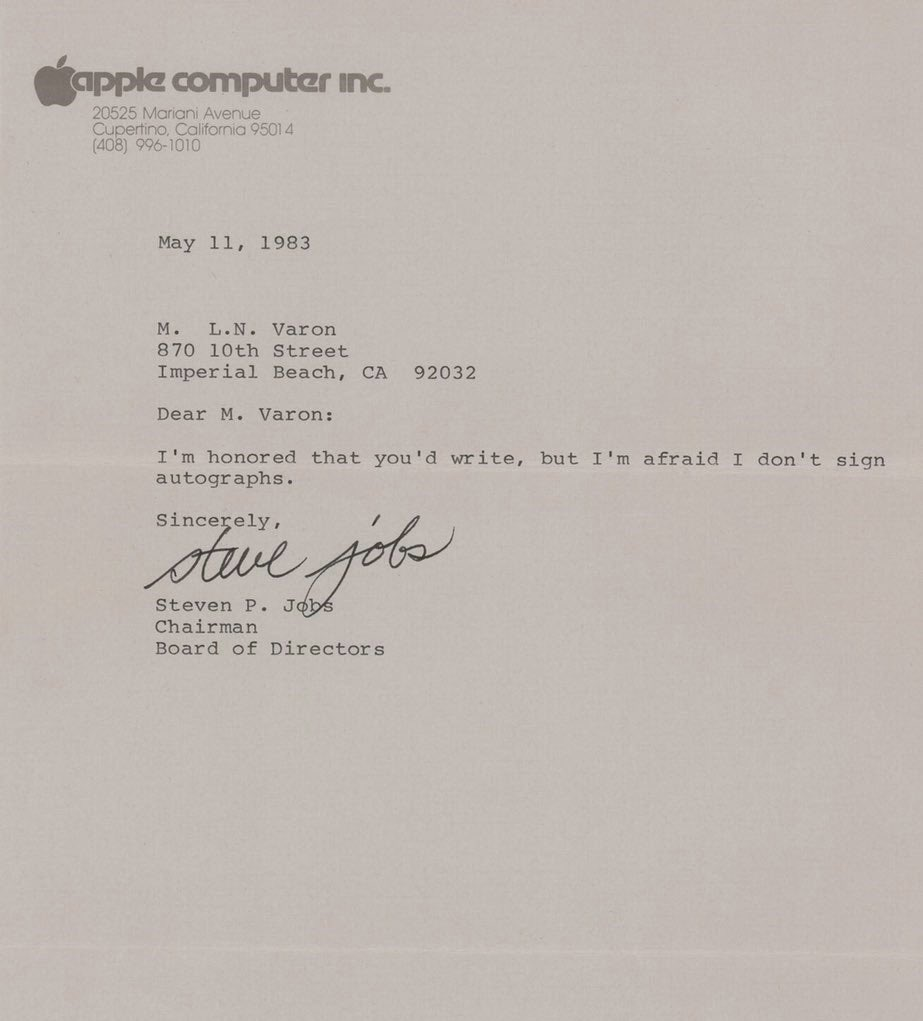 apple computer inc.
20525 Mariani Avenue
Cupertino, California 95014
(408) 996-1010
May 11, 1983
M.  L.N. Varon
870 10th Street
Imperial Beach, CA  92032
Dear M. Varon:
I'm honored that you'd write, but I'm afraid I don't sign
autographs.
Sincerely,
steve jobs
Steven P. Jobs
Chairman
Board of Directors